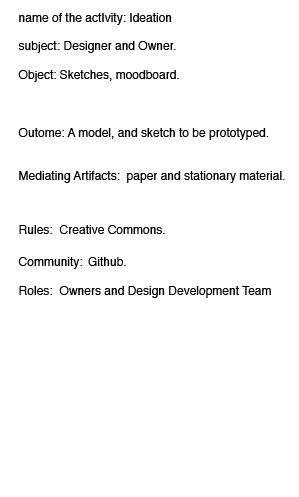 name of the actIvity: Ideation
subject: Designer and Owner.
Object: Sketches, moodboard.
Outome: A model, and sketch to be prototyped.
Mediating Artifacts: paper and stationary material.
Rules: Creative Commons.
Community: Github.
Roles: Owners and Design Development Team